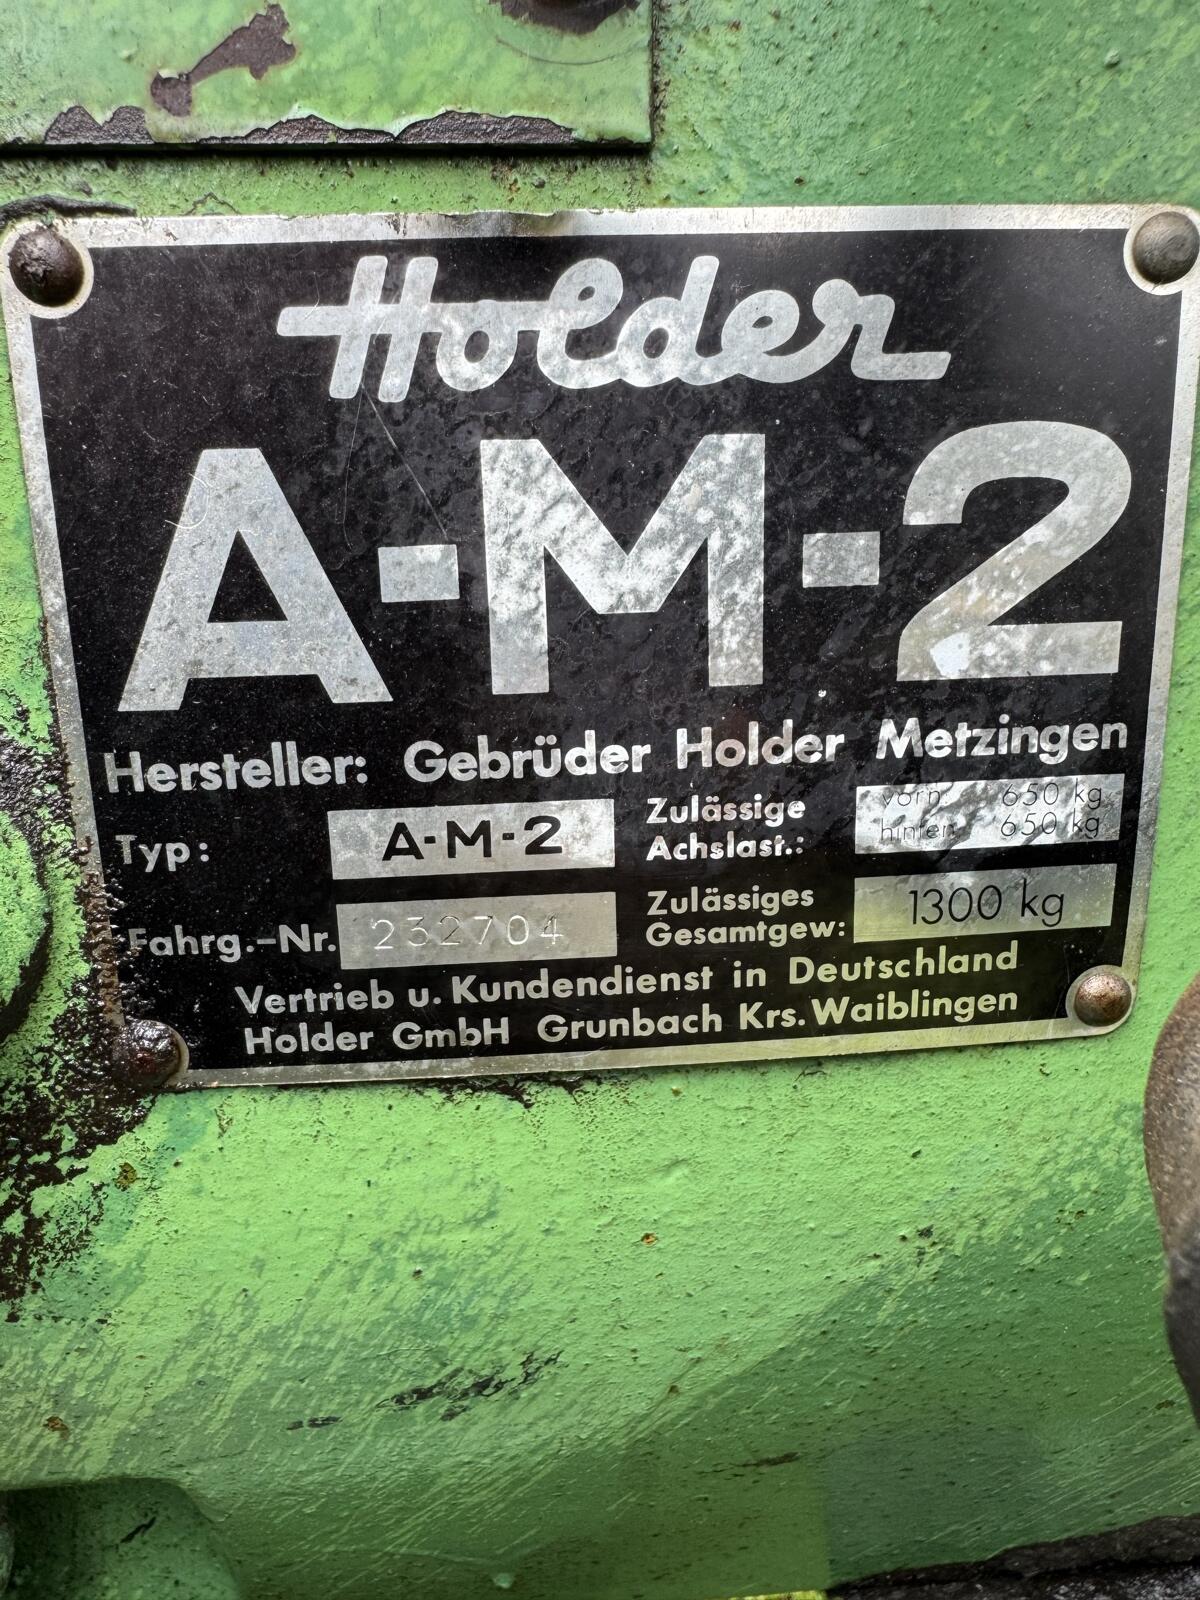 Holder
A-M-2
Hersteller: Gebrüder Holder Metzingen
Typ: A-M-2
Zulässige Achslast.: vorn 650 kg
hinten 650 kg
Fahrg.-Nr. 232704
Zulässiges Gesamtgew: 1300 kg
Vertrieb u. Kundendienst in Deutschland
Holder GmbH Grunbach Krs. Waiblingen